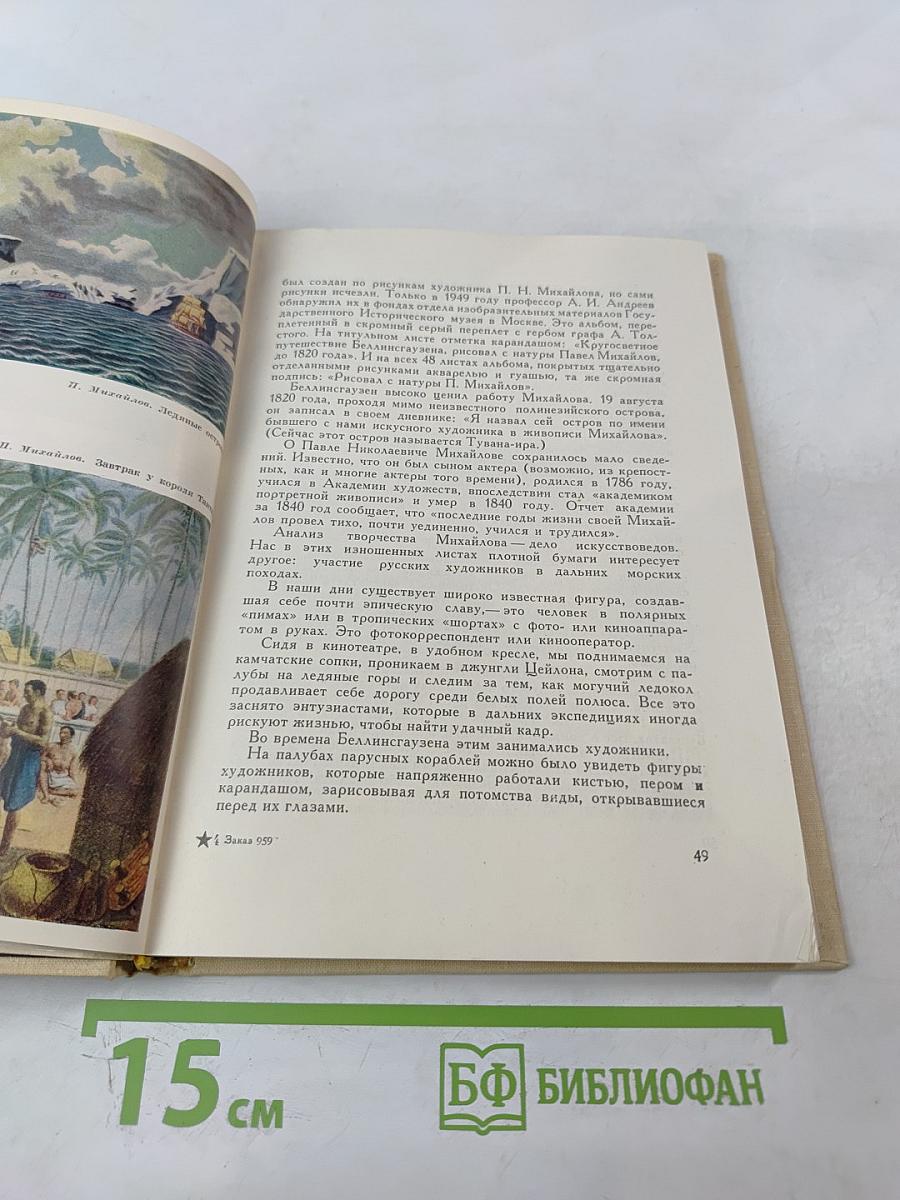 П. Михайлов. Ледяные
П. Михайлов. Завтрак у короля
был создан по рисункам художника П. Н. Михайлова, но сами
рисунки исчезли. Только в 1949 году профессор А. И. Андреев
обнаружил их в фондах отдела изобразительных материалов Госу-
дарственного Исторического музея в Москве. Это альбом, пере-
плетенный в скромный серый переплет с гербом графа А. Тол-
стого. На титульном листе отметка карандашом: «Кругосветное
путешествие Беллинсгаузена, рисовал с натуры Павел Михайлов,
до 1820 года». И на всех 48 листах альбома, покрытых тщательно
отделанными рисунками акварелью и гуашью, та же скромная
подпись: «Рисовал с натуры П. Михайлов».
Беллинсгаузен высоко ценил работу Михайлова. 19 августа
1820 года, проходя мимо неизвестного полинезийского острова,
он записал в своем дневнике: «Я назвал сей остров по имени
бывшего с нами искусного художника в живописи Михайлова».
(Сейчас этот остров называется Тувана-ира.)
О Павле Николаевиче Михайлове сохранилось мало сведе-
ний. Известно, что он был сыном актера (возможно, из крепост-
ных, как и многие актеры того времени), родился в 1786 году,
учился в Академии художеств, впоследствии стал «академиком
портретной живописи» и умер в 1840 году. Отчет академии
за 1840 год сообщает, что «последние годы жизни своей Михай-
лов провел тихо, почти уединенно, учился и трудился».
Анализ творчества Михайлова — дело искусствоведов.
Нас в этих изношенных листах плотной бумаги интересует
другое: участие русских художников в дальних морских
походах.
В наши дни существует широко известная фигура, создав-
шая себе почти эпическую славу,— это человек в полярных
«пимах» или в тропических «шортах» с фото- или киноаппара-
том в руках. Это фотокорреспондент или кинооператор.
Сидя в кинотеатре, в удобном кресле, мы поднимаемся на
камчатские сопки, проникаем в джунгли Цейлона, смотрим с па-
лубы на ледяные горы и следим за тем, как могучий ледокол
продавливает себе дорогу среди белых полей полюса. Все это
заснято энтузиастами, которые в дальних экспедициях иногда
рискуют жизнью, чтобы найти удачный кадр.
Во времена Беллинсгаузена этим занимались художники.
На палубах парусных кораблей можно было увидеть фигуры
художников, которые напряженно работали кистью, пером и
карандашом, зарисовывая для потомства виды, открывавшиеся
перед их глазами.
Заказ 959
49
15 см
БФ БИБЛИОФАН